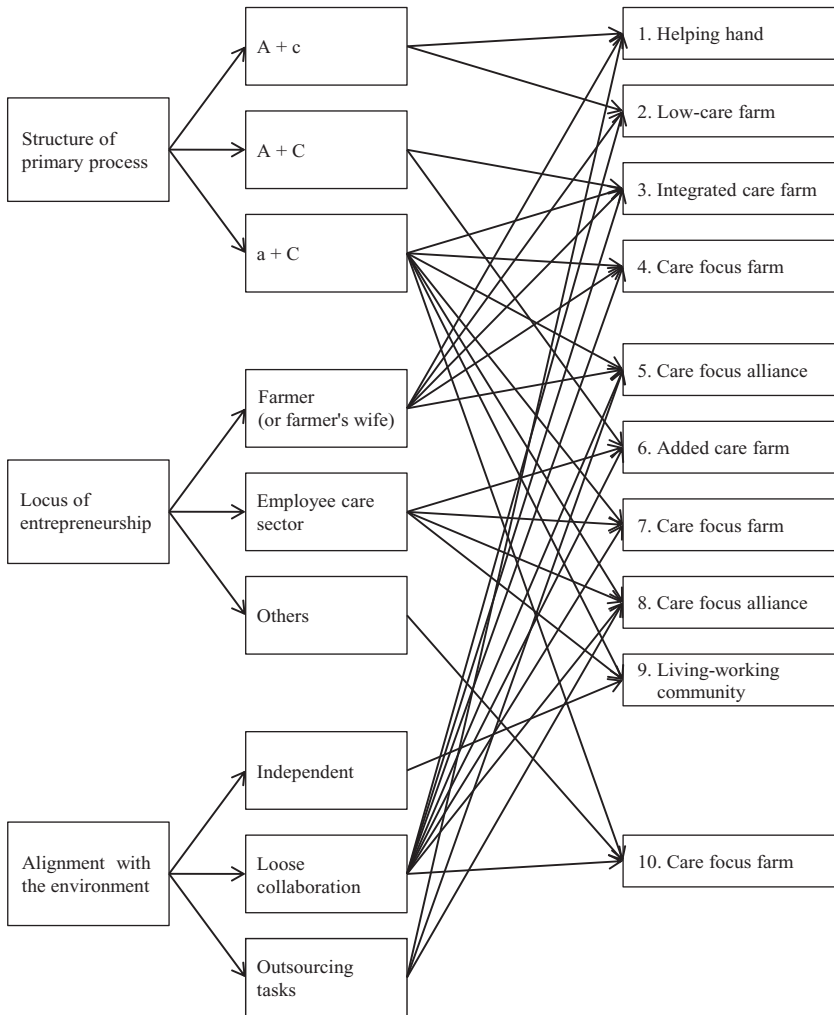 Structure of
primary process
Locus of
entrepreneurship
Alignment with
the environment
A + c
A + C
a + C
Farmer
(or farmer's wife)
Employee care
sector
Others
Independent
Loose
collaboration
Outsourcing
tasks
1. Helping hand
2. Low-care farm
3. Integrated care farm
4. Care focus farm
5. Care focus alliance
6. Added care farm
7. Care focus farm
8. Care focus alliance
9. Living-working
community
10. Care focus farm